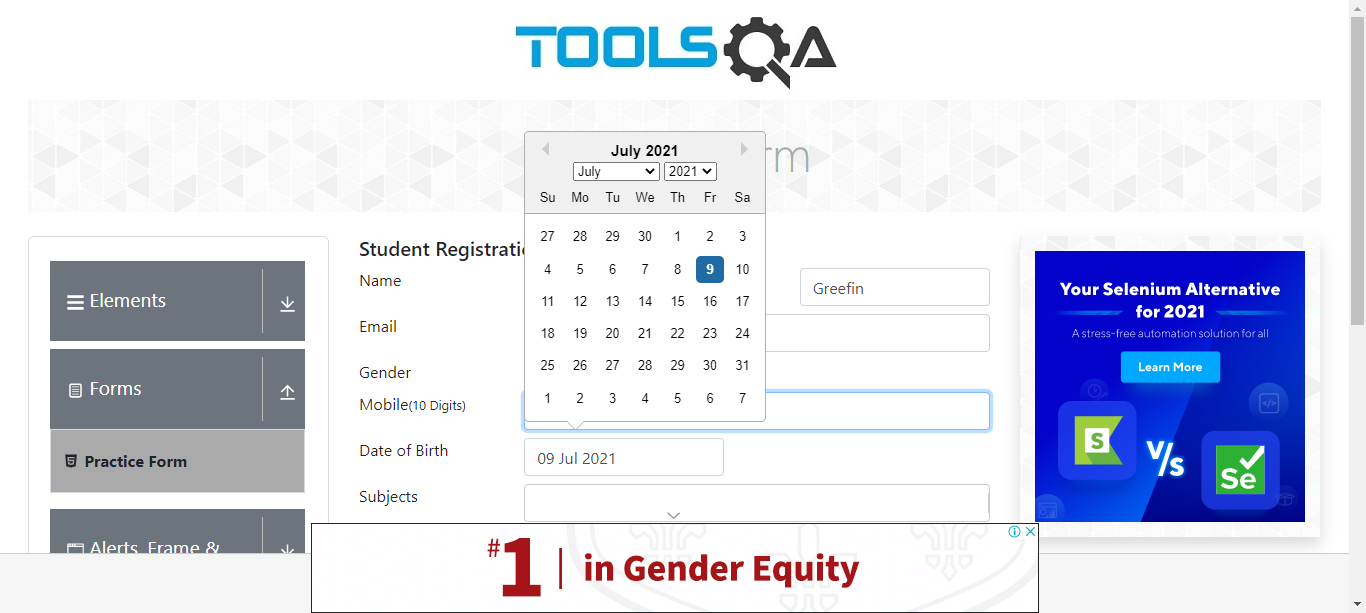 TOOLSQA
rm
July 2021
July 2021
Su Mo Tu We Th Fr Sa
27 28 29 30 1 2 3
4 5 6 7 8 9 10
11 12 13 14 15 16 17
18 19 20 21 22 23 24
25 26 27 28 29 30 31
1 2 3 4 5 6 7
Elements
Forms
Practice Form
Alerts, Frame &
Student Registrati
Name
Greefin
Email
Gender
Mobile(10 Digits)
Date of Birth
09 Jul 2021
Subjects
Your Selenium Alternative
for 2021
A stress-free automation solution for all
Learn More
S
V/s
Se
#1 in Gender Equity